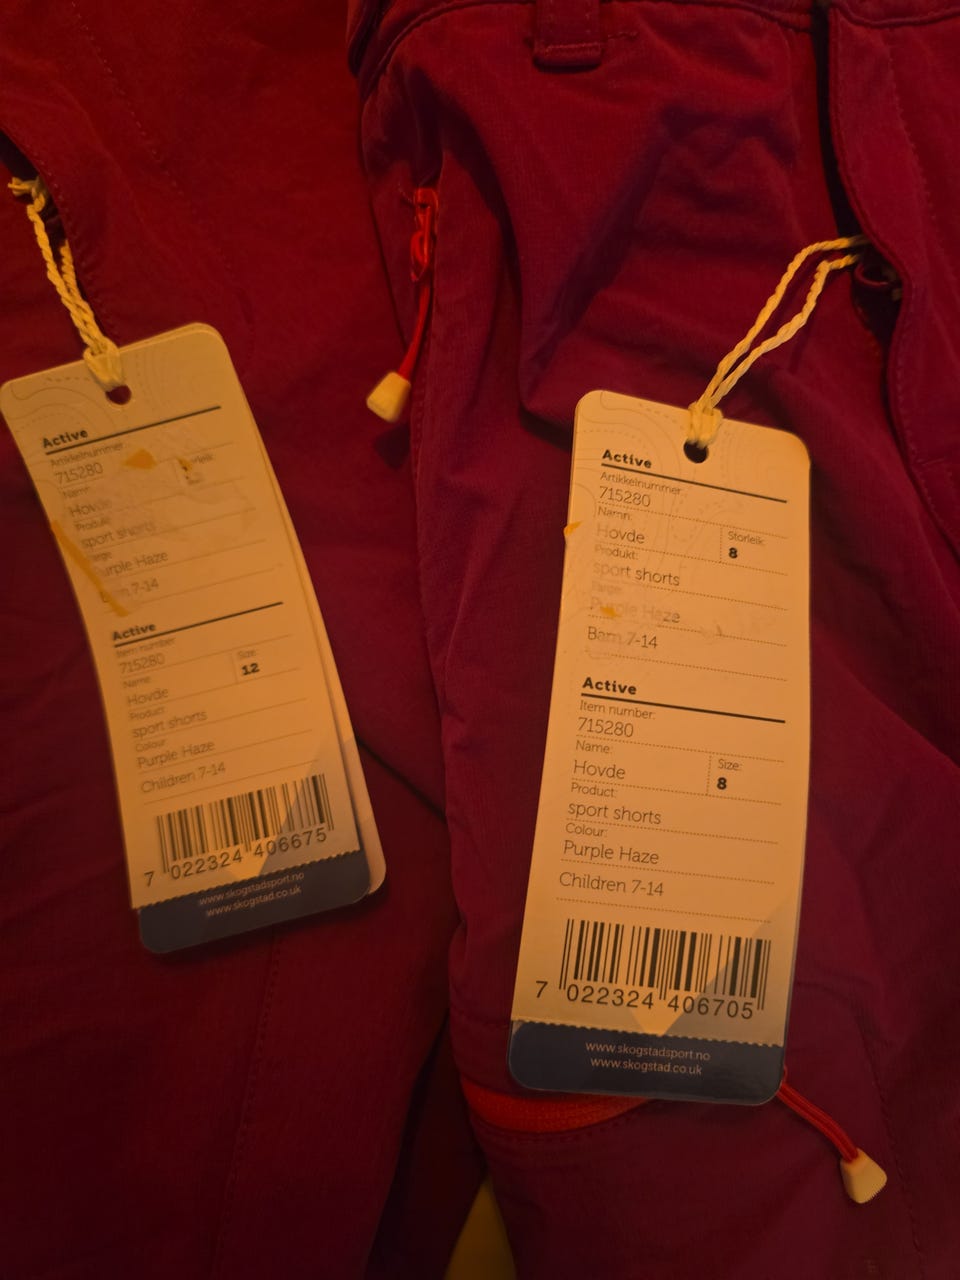 Active
Artikkelnummer:
715280
Storleik:
Namn:
Hovde
Produkt:
sport shorts
Farge:
Purple Haze
7-14
Active
Item number:
715280
Size:
12
Name:
Hovde
Product:
sport shorts
Colour:
Purple Haze
Children 7-14
7 022324 406675
www.skogstadsport.no
www.skogstad.co.uk
Active
Artikkelnummer:
715280
Namn:
Hovde
Storleik:
8
Produkt:
sport shorts
Farge:
Purple Haze
Barn 7-14
Active
Item number:
715280
Name:
Hovde
Size:
8
Product:
sport shorts
Colour:
Purple Haze
Children 7-14
7 022324 406705
www.skogstadsport.no
www.skogstad.co.uk